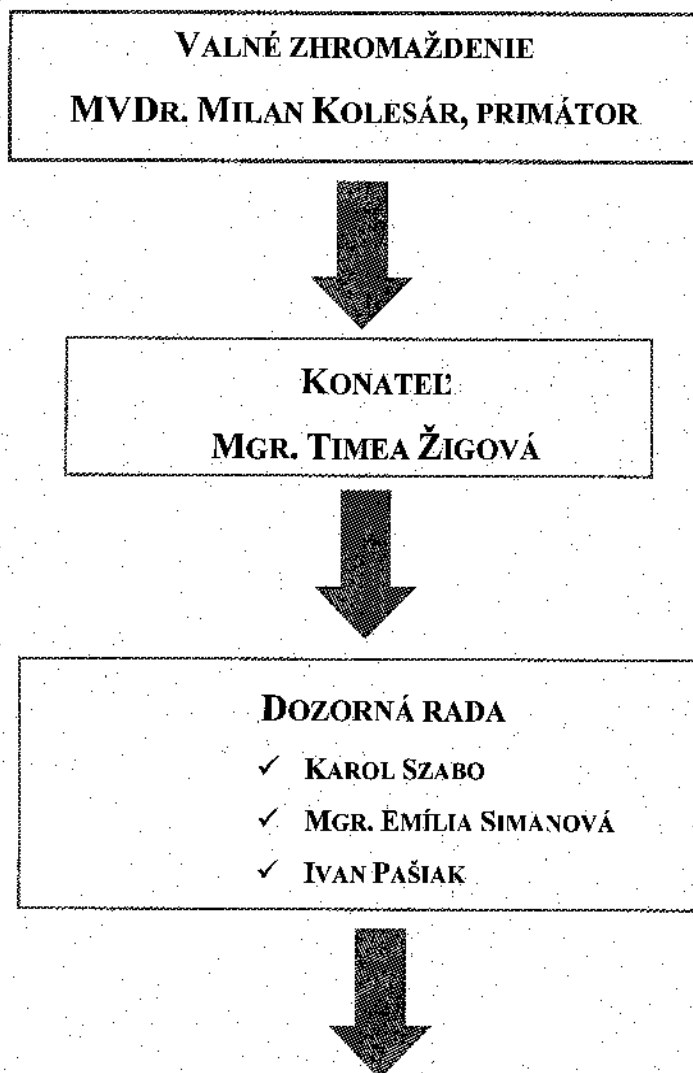 VALNÉ ZHROMAŽDENIE
MVDR. MILAN KOLESÁR, PRIMÁTOR
KONATEĽ
MGR. TIMEA ŽIGOVÁ
DOZORNÁ RADA
✓ KAROL SZABO
✓ MGR. EMÍLIA SIMANOVÁ
✓ IVAN PAŠIAK